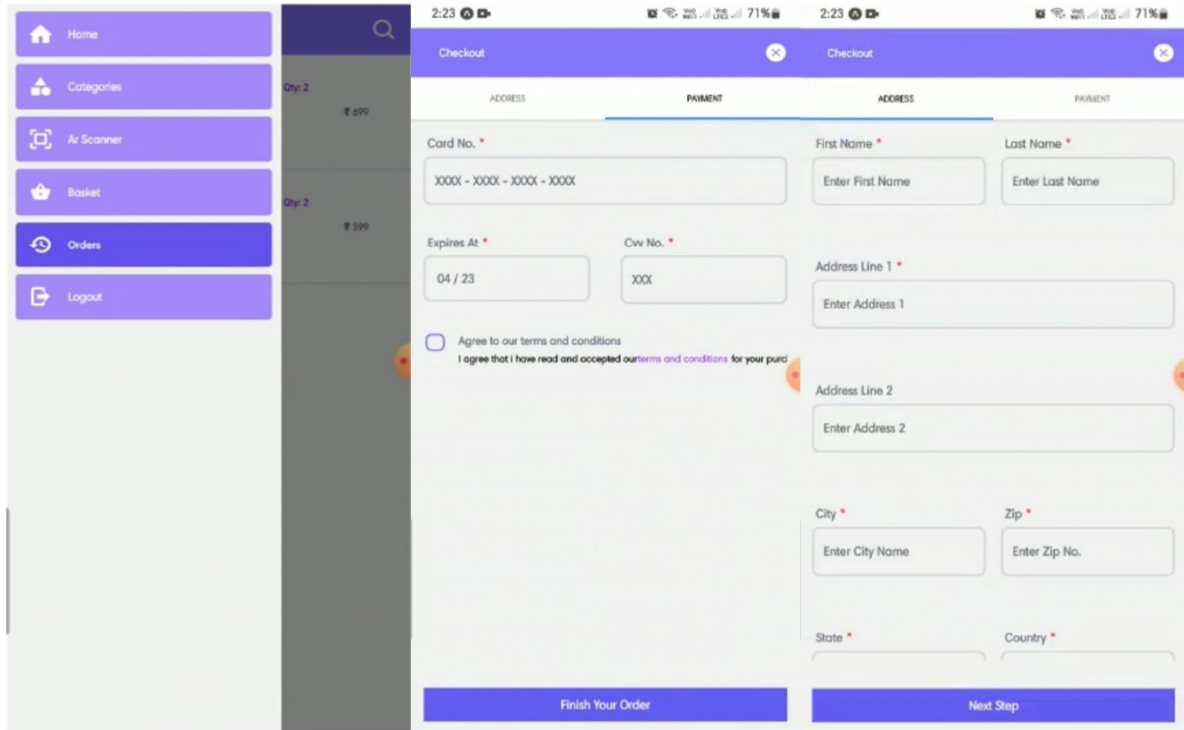 Home
Categories
Ar Scanner
Basket
Orders
Logout
Qty: 2
₹ 699
Qty: 2
₹ 599
2:23
71%
Checkout
ADDRESS PAYMENT
Card No. *
XXXX - XXXX - XXXX - XXXX
Expires At * Cvv No. *
04 / 23 XXX
Agree to our terms and conditions
I agree that i have read and accepted ourterms and conditions for your purcl
Finish Your Order
2:23
71%
Checkout
ADDRESS PAYMENT
First Name * Last Name *
Enter First Name Enter Last Name
Address Line 1 *
Enter Address 1
Address Line 2
Enter Address 2
City * Zip *
Enter City Name Enter Zip No.
State * Country *
Next Step